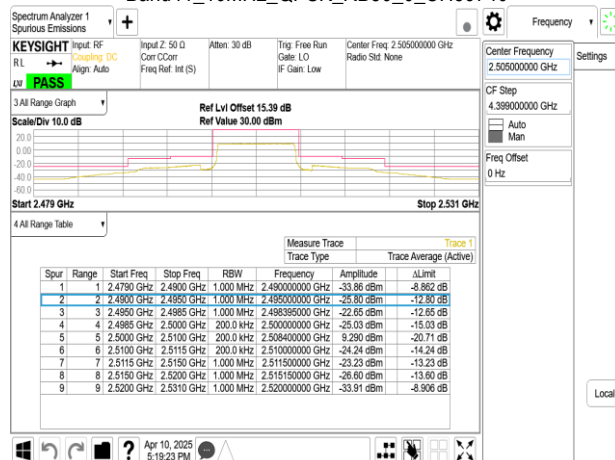 Spectrum Analyzer 1
Spurious Emissions
Frequency
KEYSIGHT
Input: RF
Coupling: DC
Align: Auto
Input Z: 50 Ω
Corr CCorr
Freq Ref: Int (S)
Atten: 30 dB
Trig: Free Run
Gate: LO
IF Gain: Low
Center Freq: 2.505000000 GHz
Radio Std: None
RL
LXI
PASS
Center Frequency
2.505000000 GHz
Settings
CF Step
4.399000000 GHz
Auto
Man
Freq Offset
0 Hz
Local
3 All Range Graph
Scale/Div 10.0 dB
Ref Lvl Offset 15.39 dB
Ref Value 30.00 dBm
20.0
0.00
-20.0
-40.0
-60.0
Start 2.479 GHz
Stop 2.531 GHz
4 All Range Table
Measure Trace Trace 1
Trace Type Trace Average (Active)
Spur Range Start Freq Stop Freq RBW Frequency Amplitude ΔLimit
1 1 2.4790 GHz 2.4900 GHz 1.000 MHz 2.490000000 GHz -33.86 dBm -8.862 dB
2 2 2.4900 GHz 2.4950 GHz 1.000 MHz 2.495000000 GHz -25.80 dBm -12.80 dB
3 3 2.4950 GHz 2.4985 GHz 1.000 MHz 2.498395000 GHz -22.65 dBm -12.65 dB
4 4 2.4985 GHz 2.5000 GHz 200.0 kHz 2.500000000 GHz -25.03 dBm -15.03 dB
5 5 2.5000 GHz 2.5100 GHz 200.0 kHz 2.508400000 GHz 9.290 dBm -20.71 dB
6 6 2.5100 GHz 2.5115 GHz 200.0 kHz 2.510000000 GHz -24.24 dBm -14.24 dB
7 7 2.5115 GHz 2.5150 GHz 1.000 MHz 2.511500000 GHz -23.23 dBm -13.23 dB
8 8 2.5150 GHz 2.5200 GHz 1.000 MHz 2.515150000 GHz -26.60 dBm -13.60 dB
9 9 2.5200 GHz 2.5310 GHz 1.000 MHz 2.520000000 GHz -33.91 dBm -8.906 dB
Apr 10, 2025
5:19:23 PM